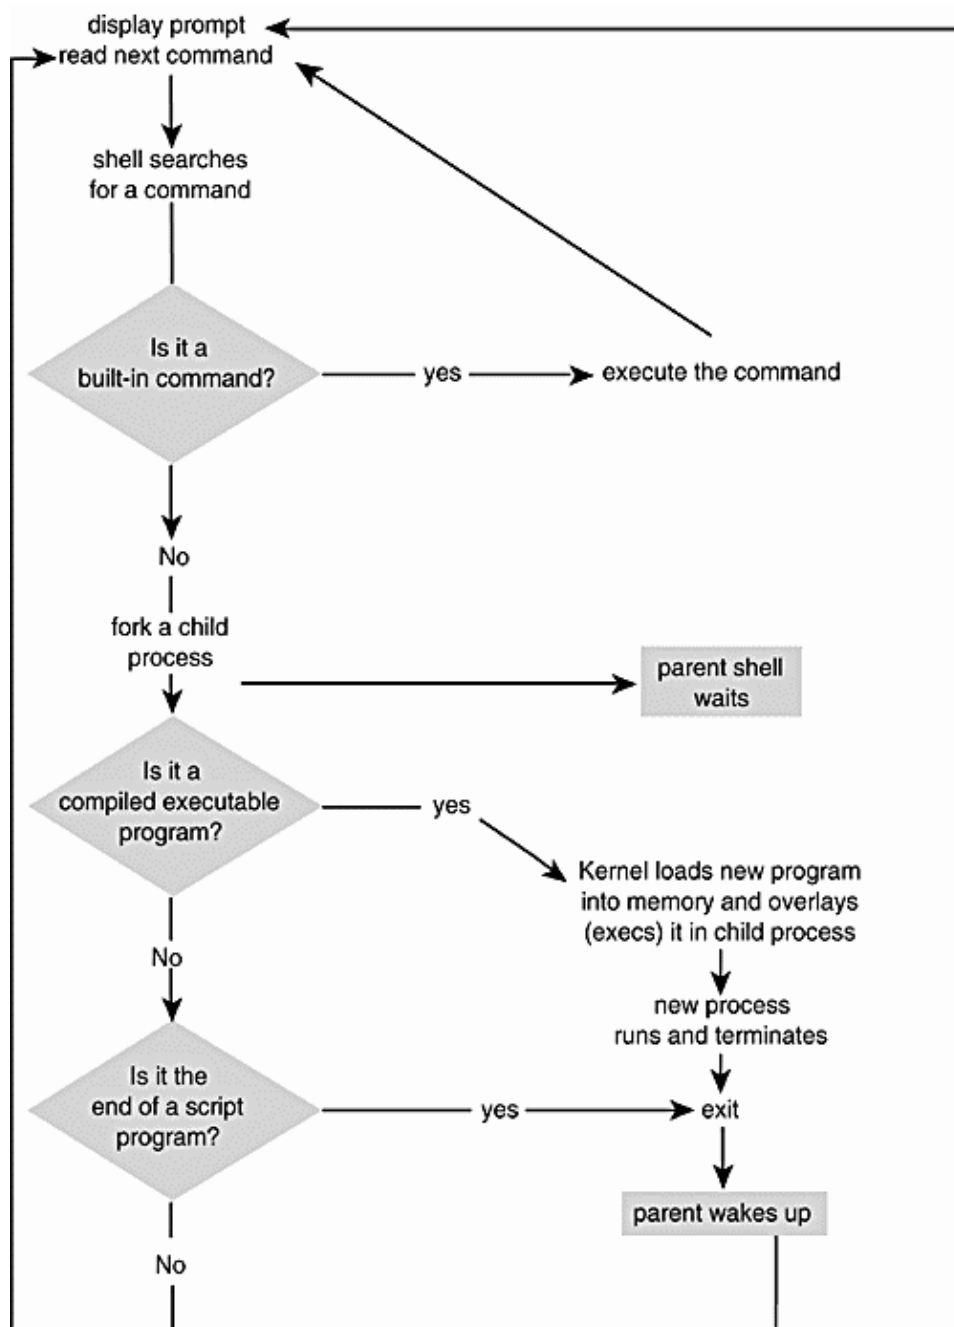 display prompt
read next command
shell searches
for a command
Is it a
built-in command?
yes
execute the command
No
fork a child
process
parent shell
waits
Is it a
compiled executable
program?
yes
Kernel loads new program
into memory and overlays
(execs) it in child process
No
new process
runs and terminates
Is it the
end of a script
program?
yes
exit
parent wakes up
No